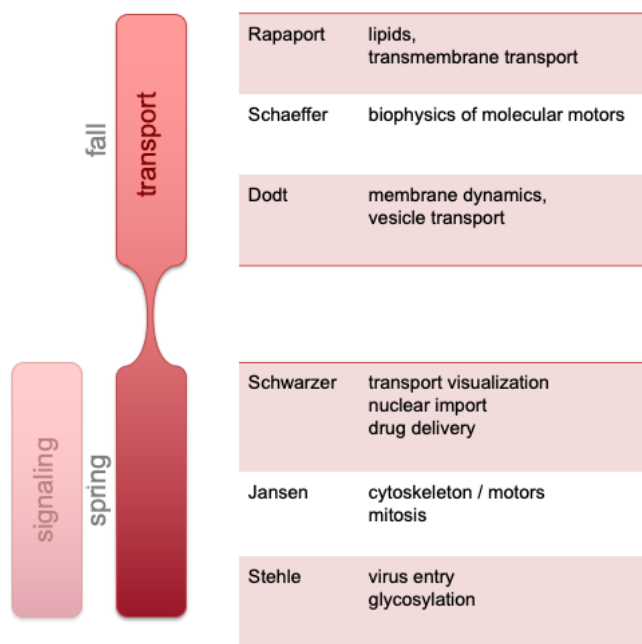 fall
transport
Rapaport lipids,
transmembrane transport
Schaeffer biophysics of molecular motors
Dodt membrane dynamics,
vesicle transport
signaling
spring
Schwarzer transport visualization
nuclear import
drug delivery
Jansen cytoskeleton / motors
mitosis
Stehle virus entry
glycosylation